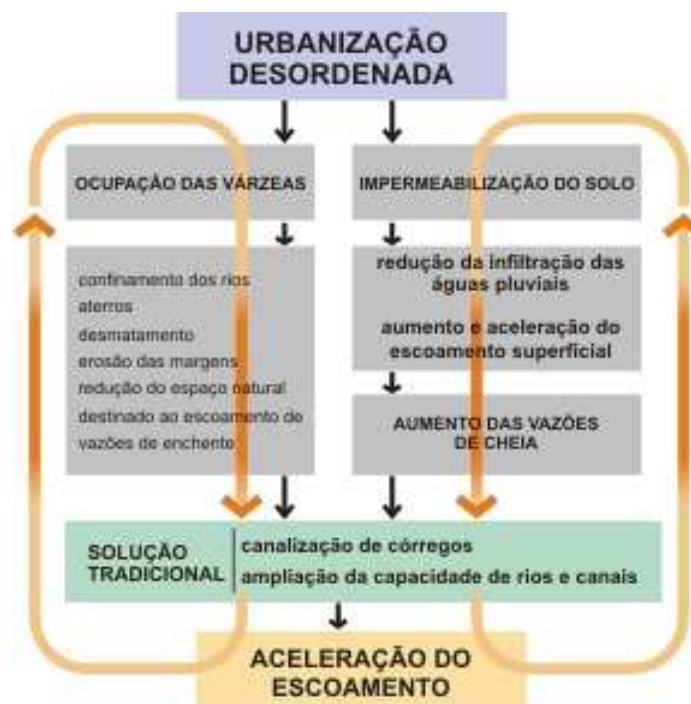 URBANIZAÇÃO
DESORDENADA
OCUPAÇÃO DAS VÁRZEAS
confinamento dos rios
aterros
desmatamento
erosão das margens
redução do espaço natural
destinado ao escoamento de
vazões de enchente
IMPERMEABILIZAÇÃO DO SOLO
redução da infiltração das
águas pluviais
aumento e aceleração do
escoamento superficial
AUMENTO DAS VAZÕES
DE CHEIA
SOLUÇÃO
TRADICIONAL
canalização de córregos
ampliação da capacidade de rios e canais
ACELERAÇÃO DO
ESCOAMENTO